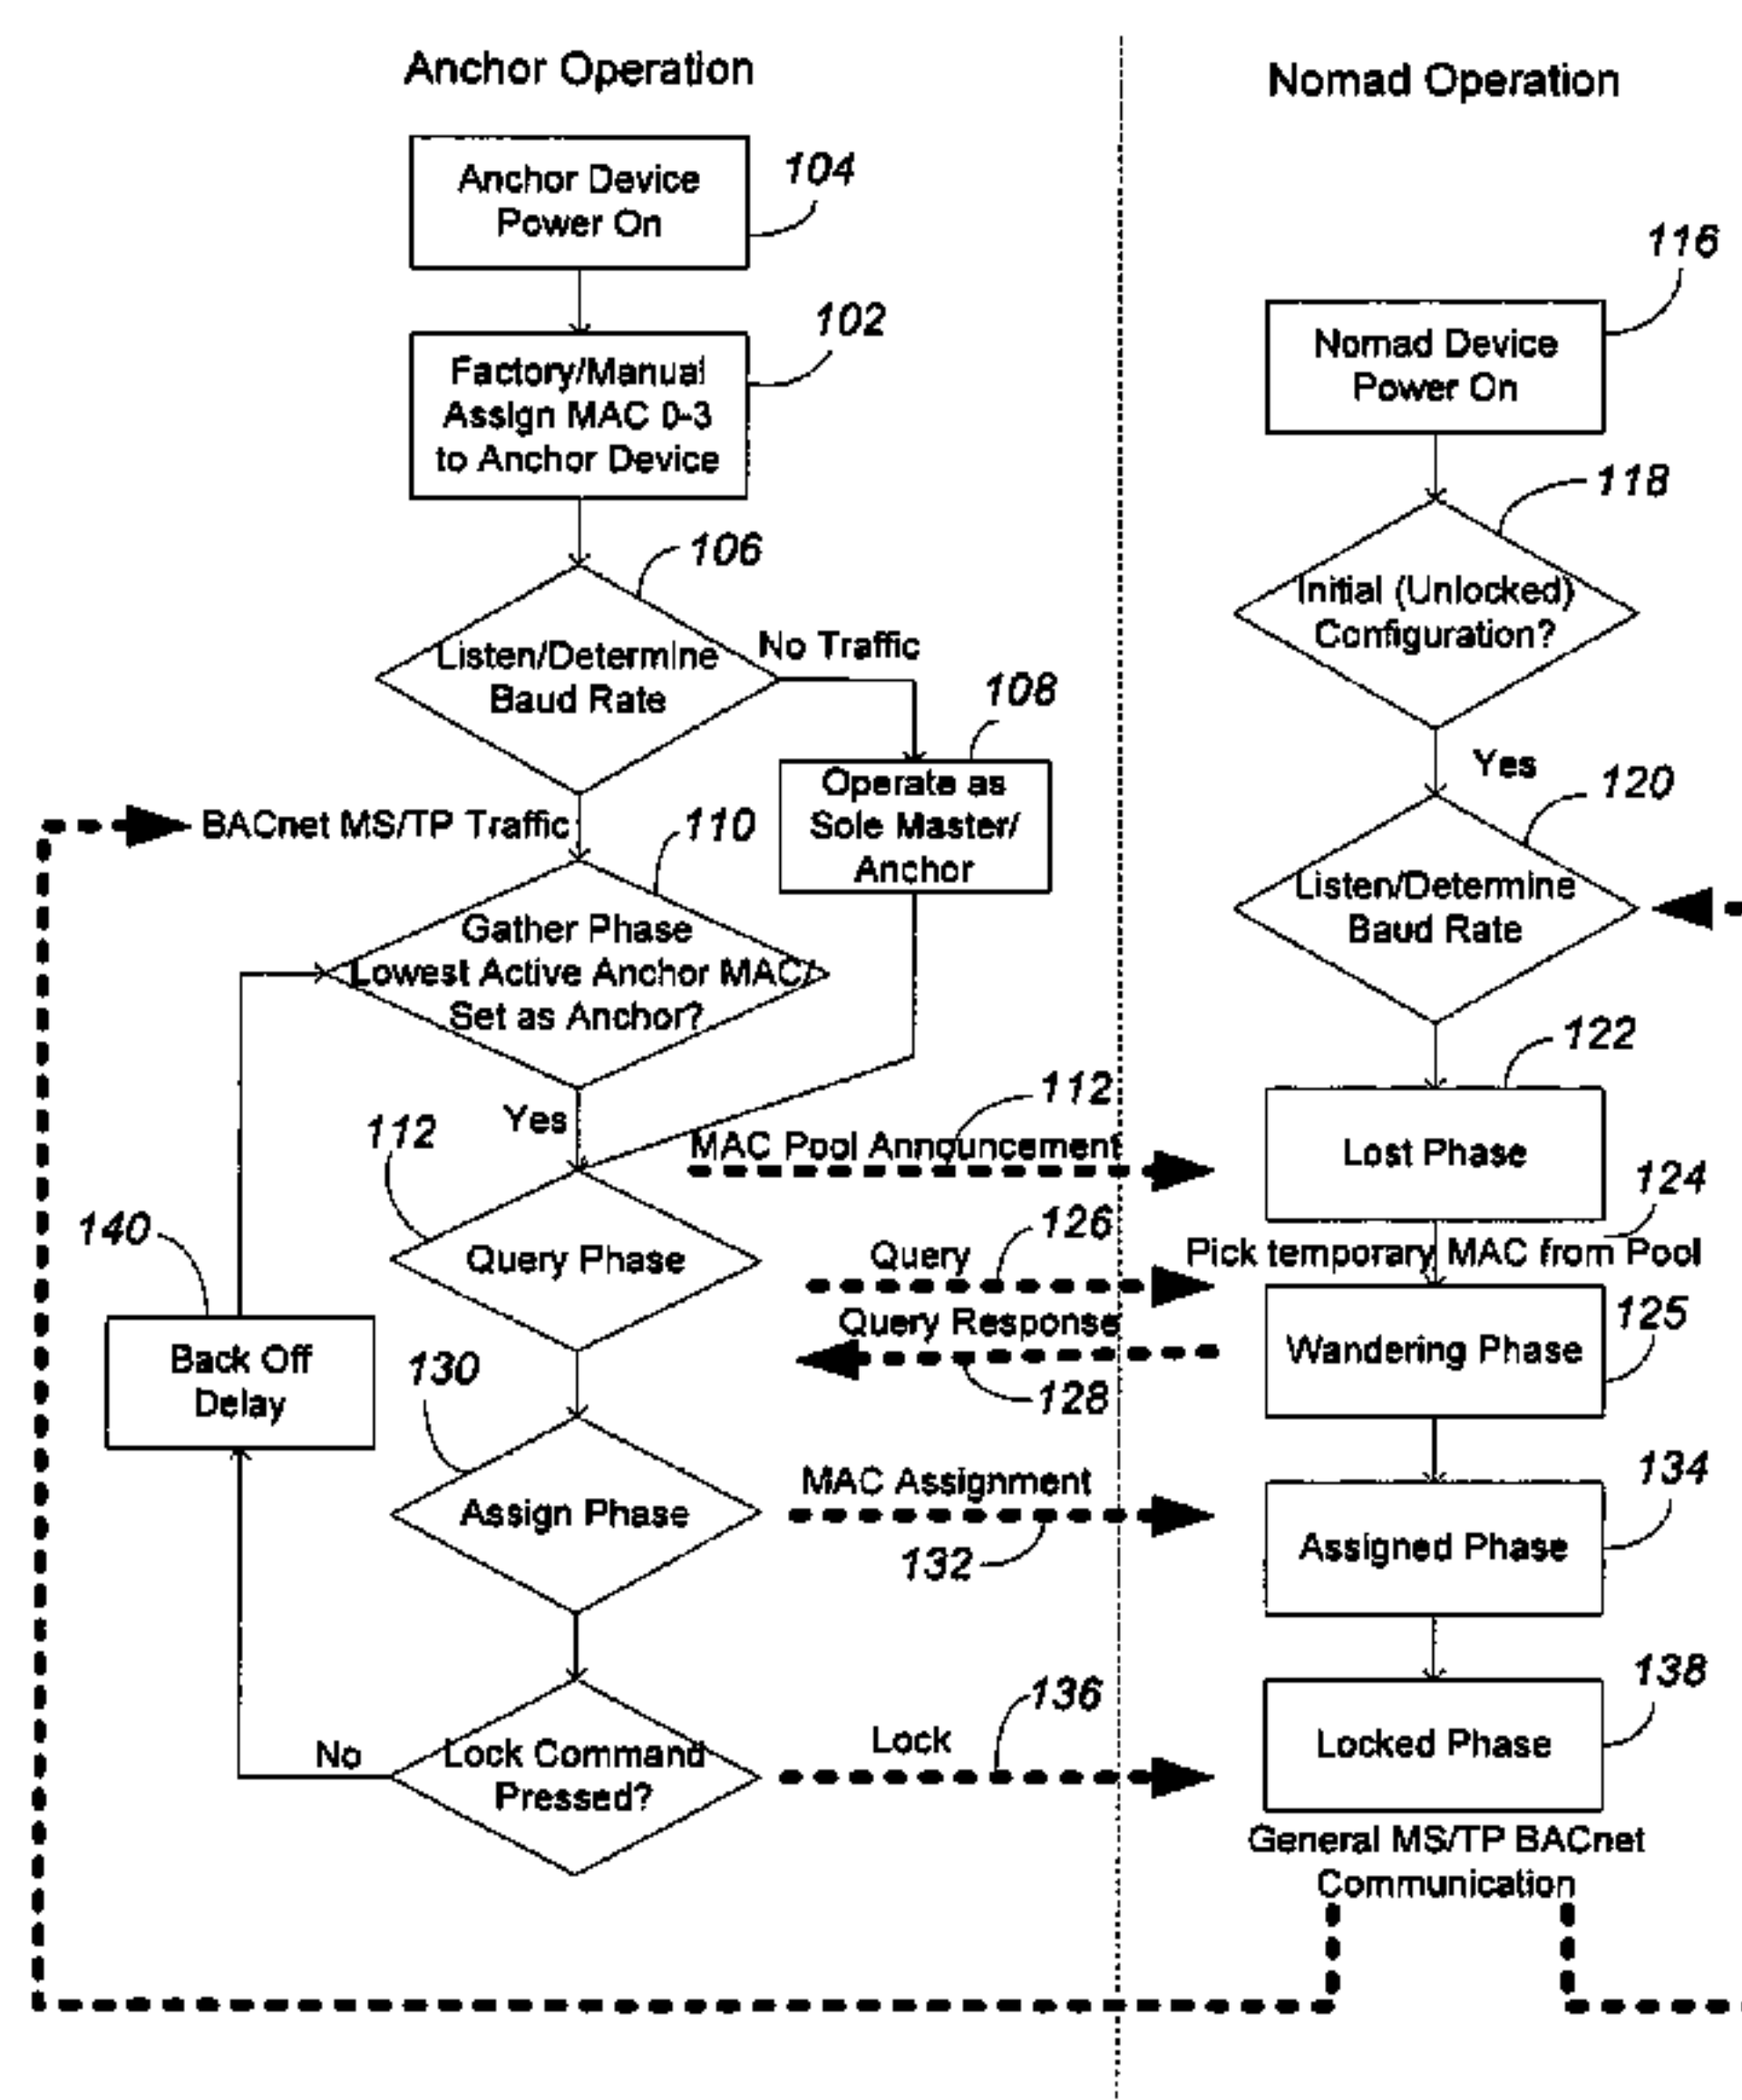 Anchor Operation
Anchor Device
Power On
104
Factory/Manual
Assign MAC 0-3
to Anchor Device
102
106
Listen/Determine
Baud Rate
No Traffic
108
Operate as
Sole Master/
Anchor
BACnet MS/TP Traffic
110
Gather Phase
Lowest Active Anchor MAC/
Set as Anchor?
Yes
112
MAC Pool Announcement
112
Query Phase
Query
126
Query Response
128
140
Back Off
Delay
130
Assign Phase
MAC Assignment
132
Lock Command
Pressed?
No
Lock
136
Nomad Operation
116
Nomad Device
Power On
118
Initial (Unlocked)
Configuration?
Yes
120
Listen/Determine
Baud Rate
122
Lost Phase
124
Pick temporary MAC from Pool
125
Wandering Phase
134
Assigned Phase
138
Locked Phase
General MS/TP BACnet
Communication